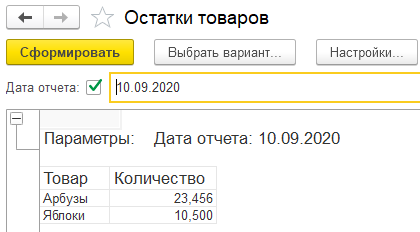 Остатки товаров
Сформировать Выбрать вариант... Настройки...
Дата отчета: 10.09.2020
Параметры: Дата отчета: 10.09.2020
Товар Количество
Арбузы 23,456
Яблоки 10,500